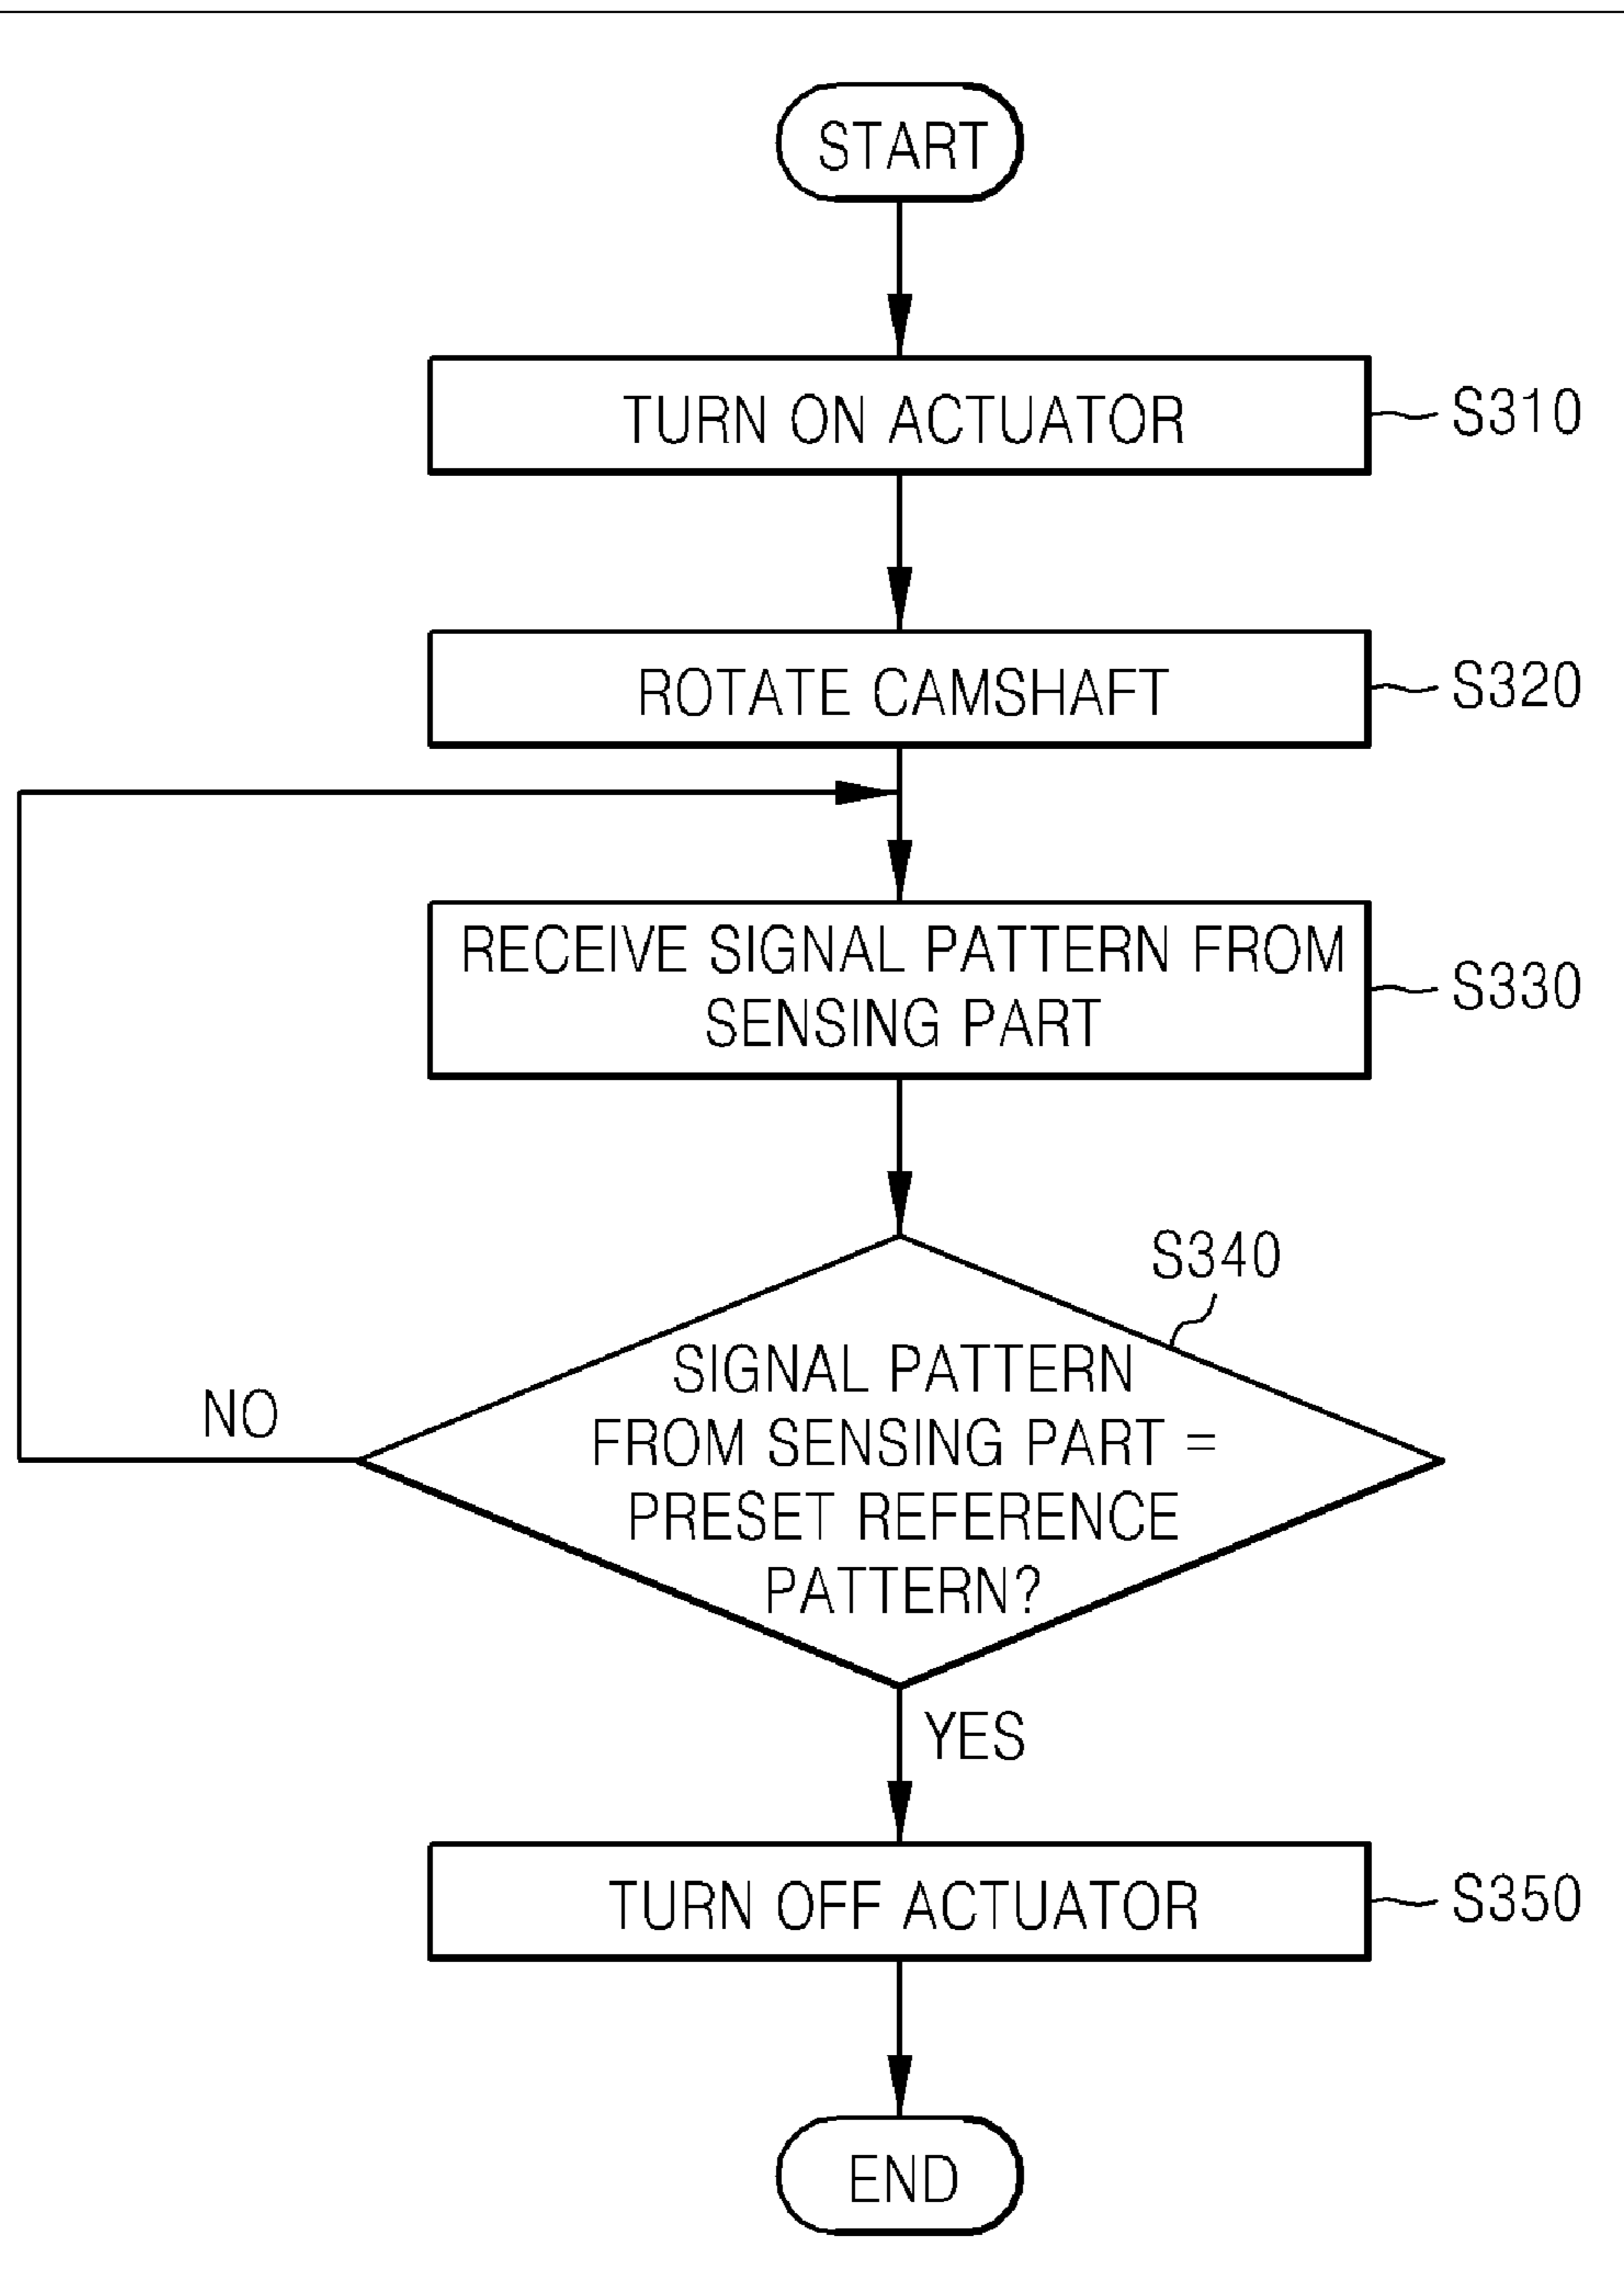 START
TURN ON ACTUATOR
S310
ROTATE CAMSHAFT
S320
RECEIVE SIGNAL PATTERN FROM
SENSING PART
S330
S340
SIGNAL PATTERN
FROM SENSING PART =
PRESET REFERENCE
PATTERN?
NO
YES
TURN OFF ACTUATOR
S350
END